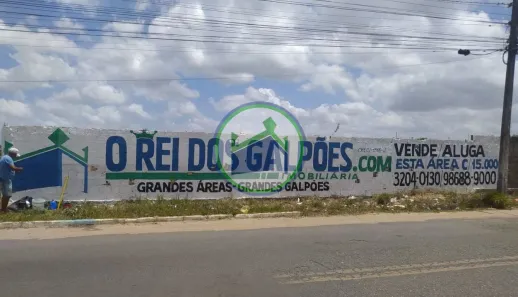 O REI DOS GALPÕES.COM
IMOBILIÁRIA
GRANDES ÁREAS - GRANDES GALPÕES
VENDE ALUGA
ESTA ÁREA C 15.000
3204-0130 98688-9000